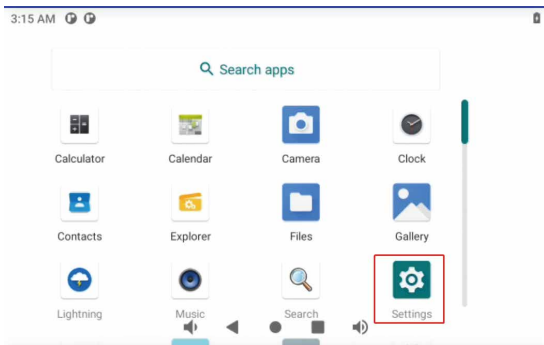 3:15 AM
Search apps
Calculator Calendar Camera Clock
Contacts Explorer Files Gallery
Lightning Music Search Settings